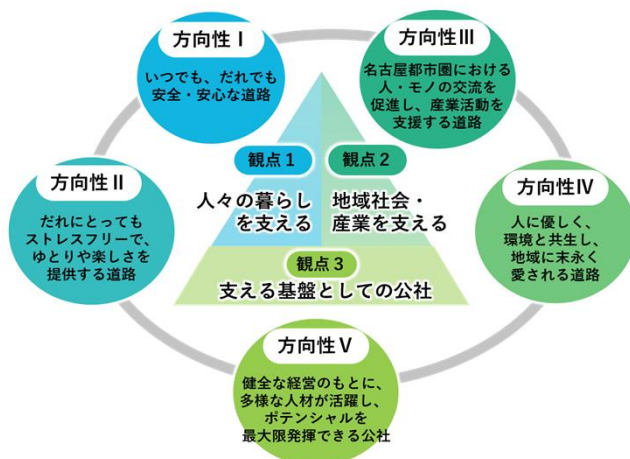 方向性Ⅰ
いつでも、だれでも
安全・安心な道路
方向性Ⅲ
名古屋都市圏における
人・モノの交流を
促進し、産業活動を
支援する道路
方向性Ⅱ
だれにとっても
ストレスフリーで、
ゆとりや楽しさを
提供する道路
観点1
人々の暮らし
を支える
観点2
地域社会・
産業を支える
方向性Ⅳ
人に優しく、
環境と共生し、
地域に末永く
愛される道路
観点3
支える基盤としての公社
方向性Ⅴ
健全な経営のもとに、
多様な人材が活躍し、
ポテンシャルを
最大限発揮できる公社